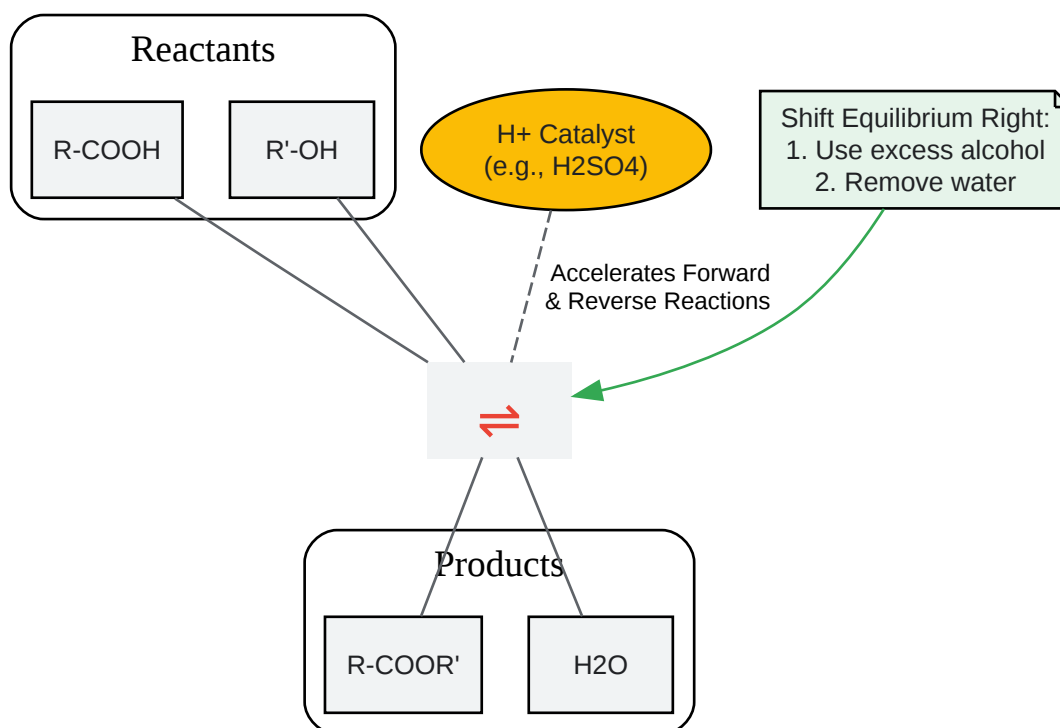 Reactants
R-COOH
R'-OH
H+ Catalyst
(e.g., H2SO4)
Shift Equilibrium Right:
1. Use excess alcohol
2. Remove water
Accelerates Forward
& Reverse Reactions
⇌
Products
R-COOR'
H2O